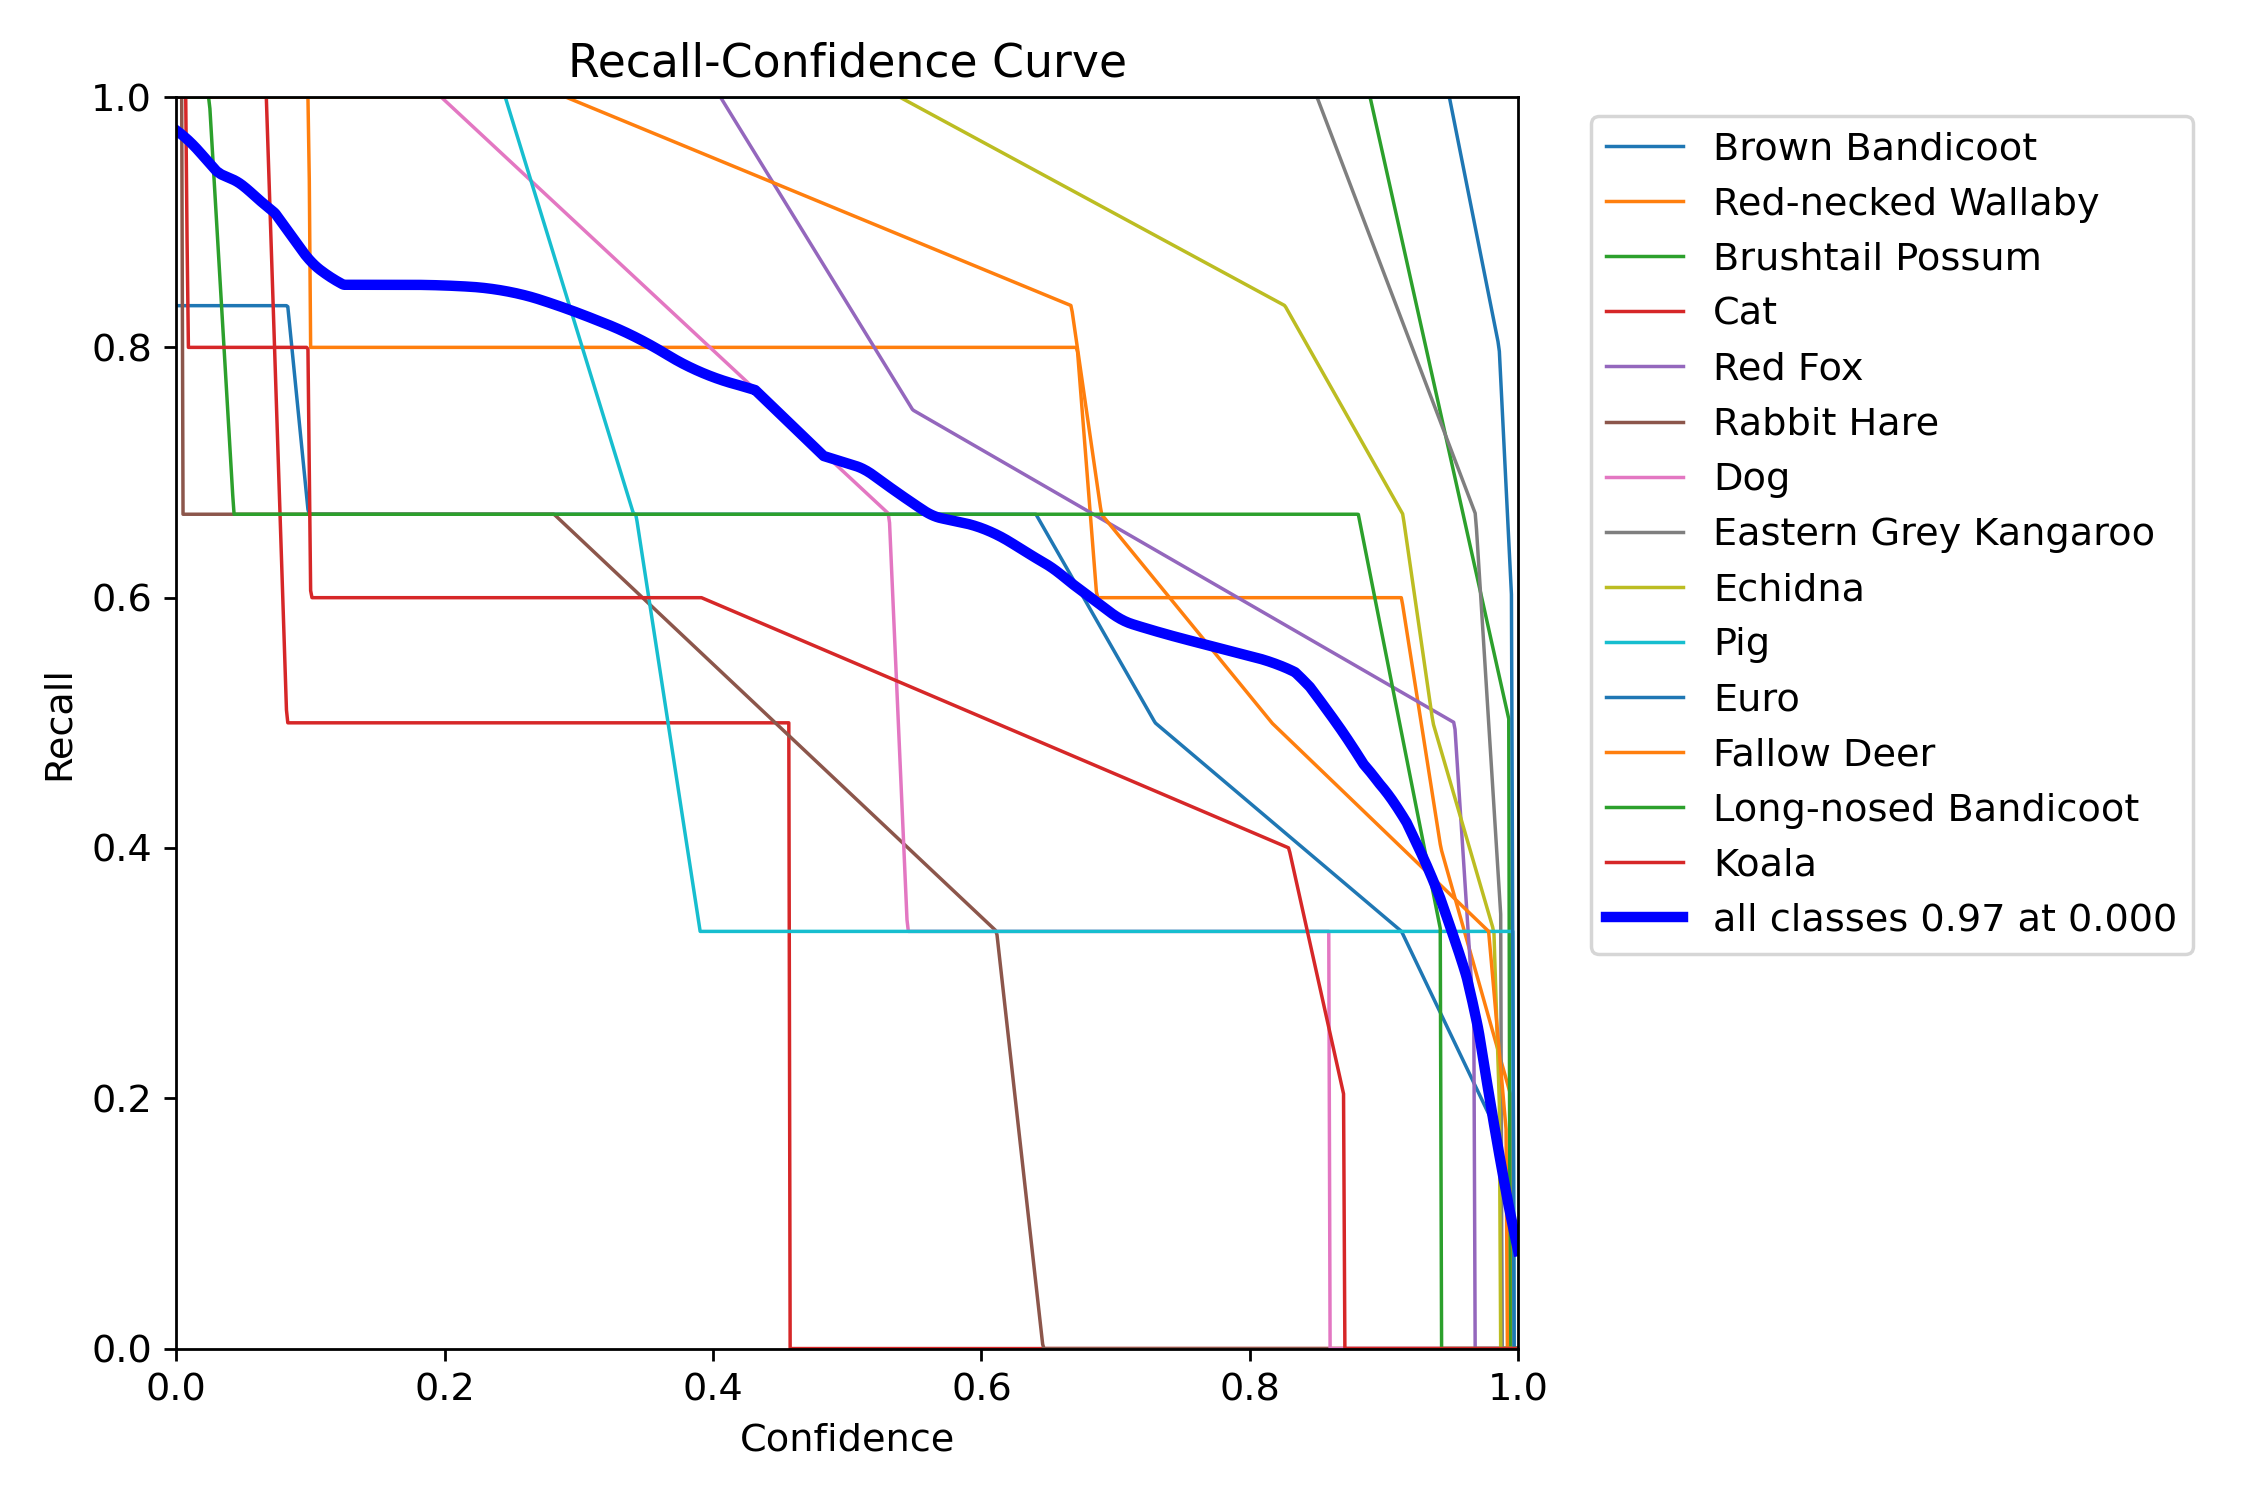 Recall-Confidence Curve
1.0
0.8
0.6
0.4
0.2
0.0
Recall
0.0 0.2 0.4 0.6 0.8 1.0
Confidence
Brown Bandicoot
Red-necked Wallaby
Brushtail Possum
Cat
Red Fox
Rabbit Hare
Dog
Eastern Grey Kangaroo
Echidna
Pig
Euro
Fallow Deer
Long-nosed Bandicoot
Koala
all classes 0.97 at 0.000